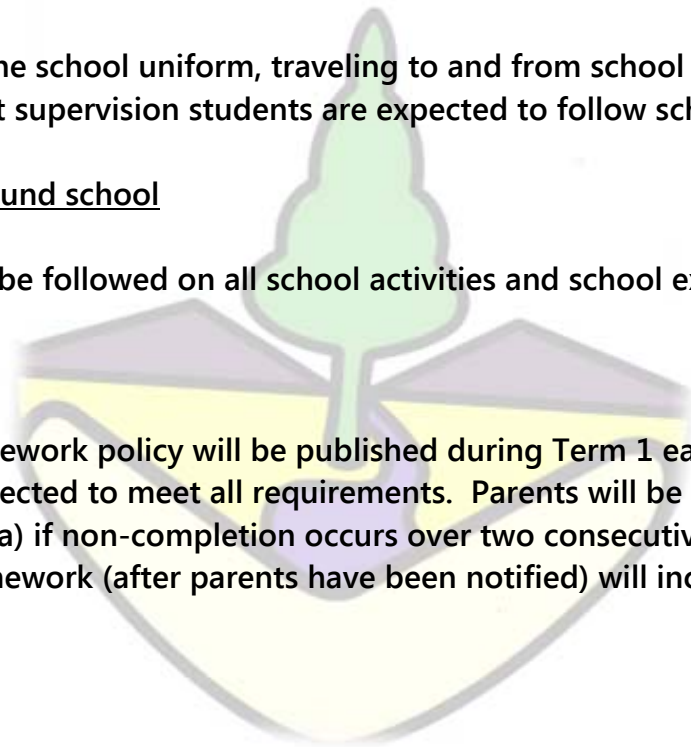 he school uniform, traveling to and from school
t supervision students are expected to follow sch
und school
be followed on all school activities and school ex
ework policy will be published during Term 1 ea
ected to meet all requirements.  Parents will be
a) if non-completion occurs over two consecutiv
nework (after parents have been notified) will inc